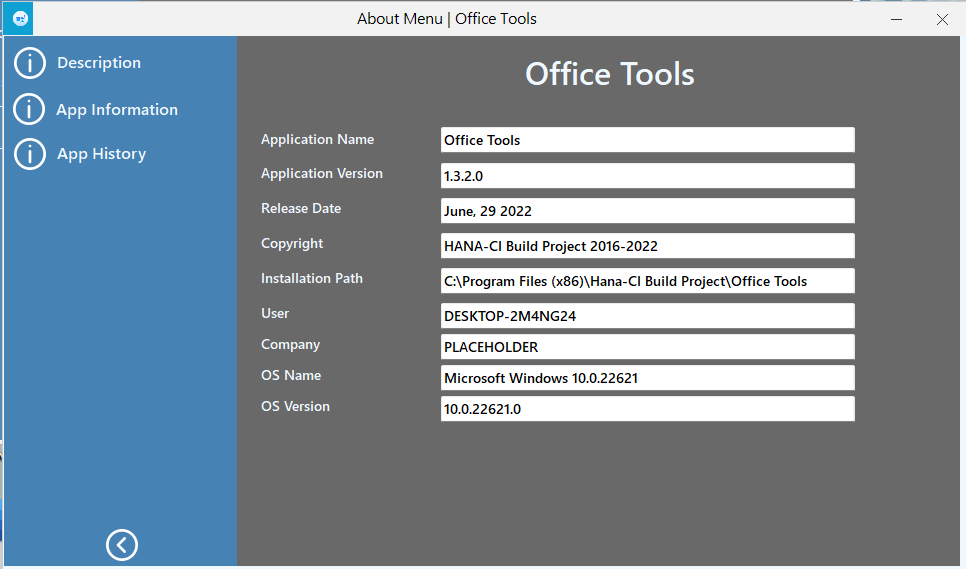 About Menu | Office Tools
Description
App Information
App History
Office Tools
Application Name Office Tools
Application Version 1.3.2.0
Release Date June, 29 2022
Copyright HANA-CI Build Project 2016-2022
Installation Path C:\Program Files (x86)\Hana-CI Build Project\Office Tools
User DESKTOP-2M4NG24
Company PLACEHOLDER
OS Name Microsoft Windows 10.0.22621
OS Version 10.0.22621.0